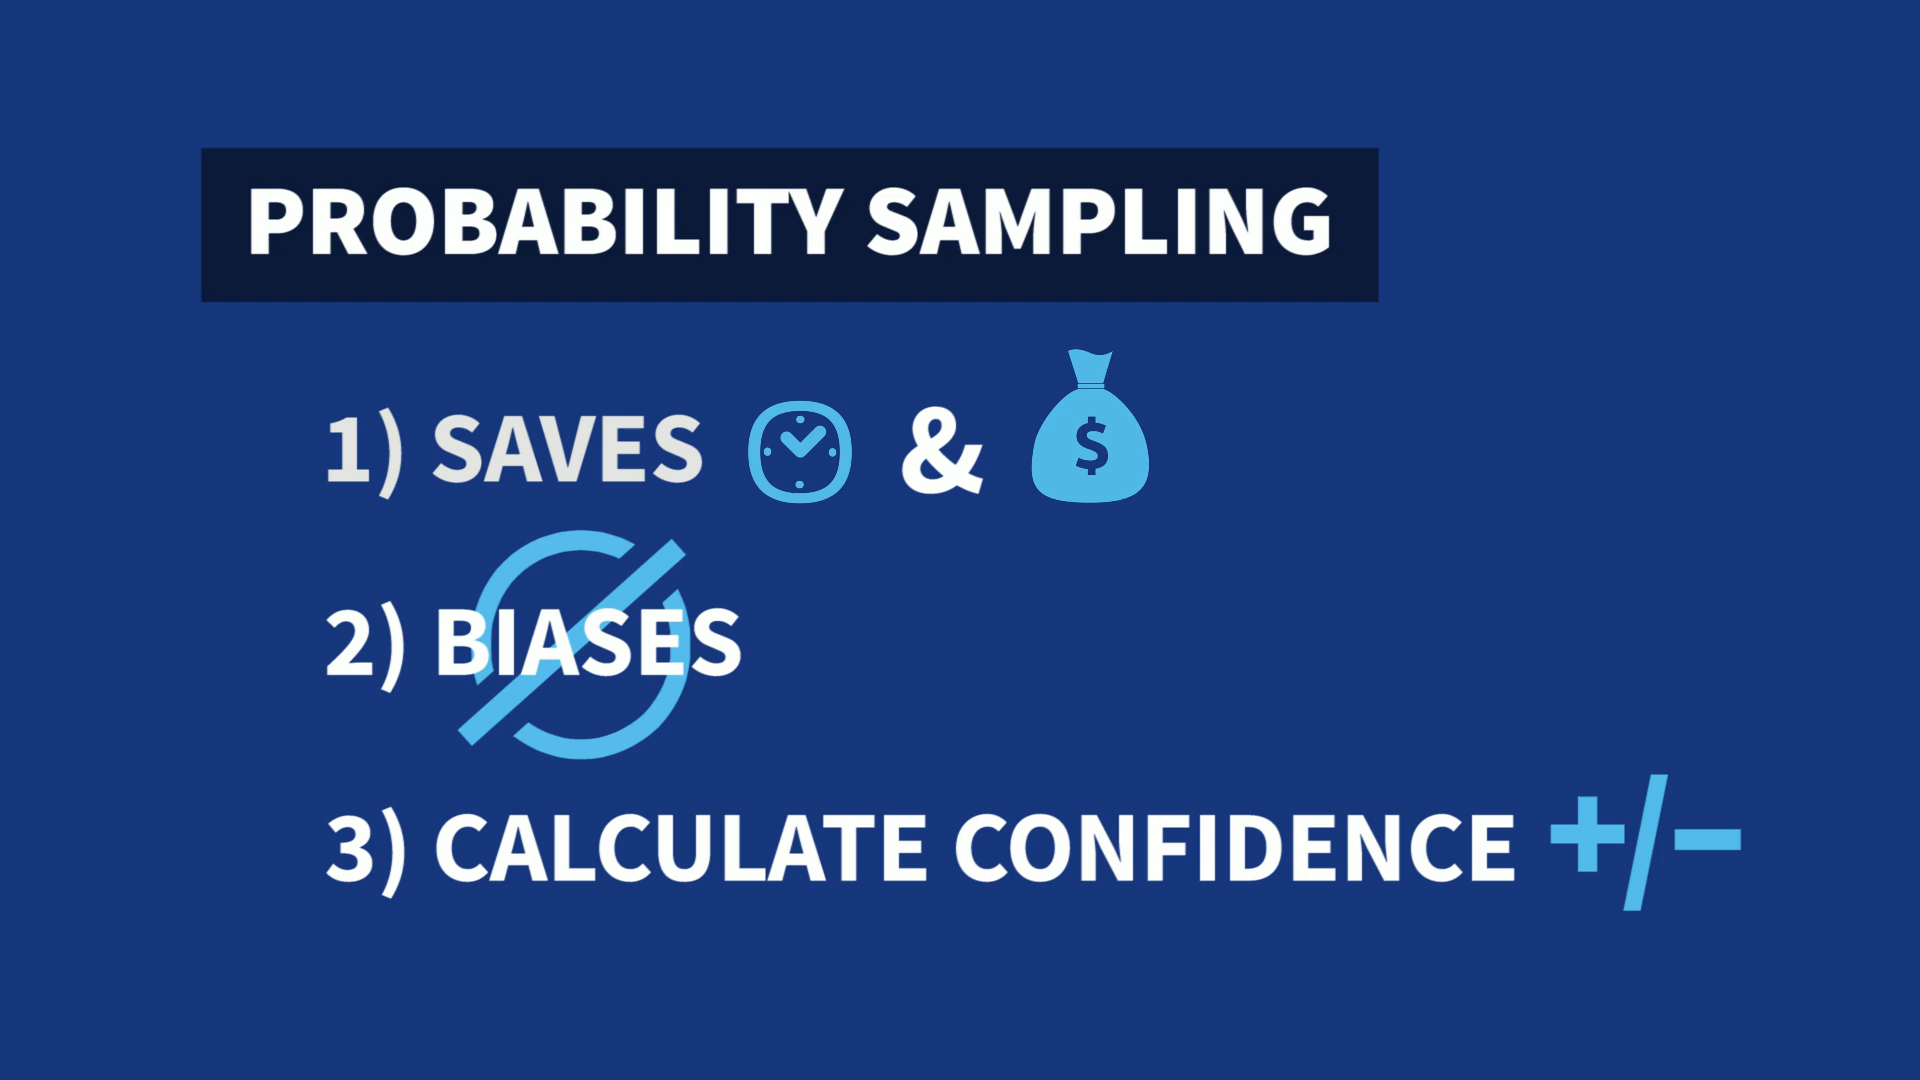 PROBABILITY SAMPLING
1) SAVES & $
2) BIASES
3) CALCULATE CONFIDENCE +/-